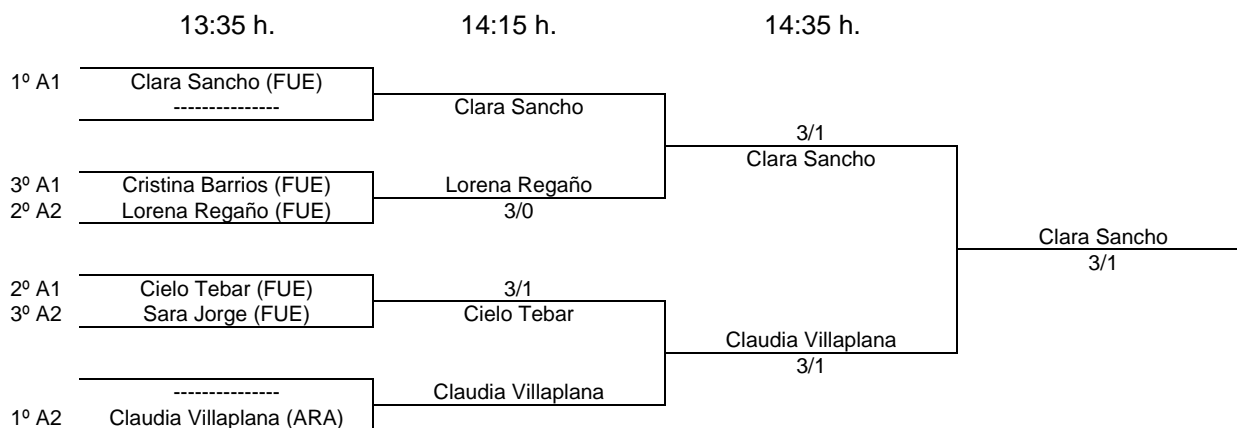 13:35 h. 14:15 h. 14:35 h.
1º A1 Clara Sancho (FUE)
---------------
Clara Sancho
3/1
Clara Sancho
3º A1 Cristina Barrios (FUE) Lorena Regaño
2º A2 Lorena Regaño (FUE) 3/0
Clara Sancho
3/1
2º A1 Cielo Tebar (FUE) 3/1
3º A2 Sara Jorge (FUE) Cielo Tebar
Claudia Villaplana
3/1
---------------
Claudia Villaplana
1º A2 Claudia Villaplana (ARA)